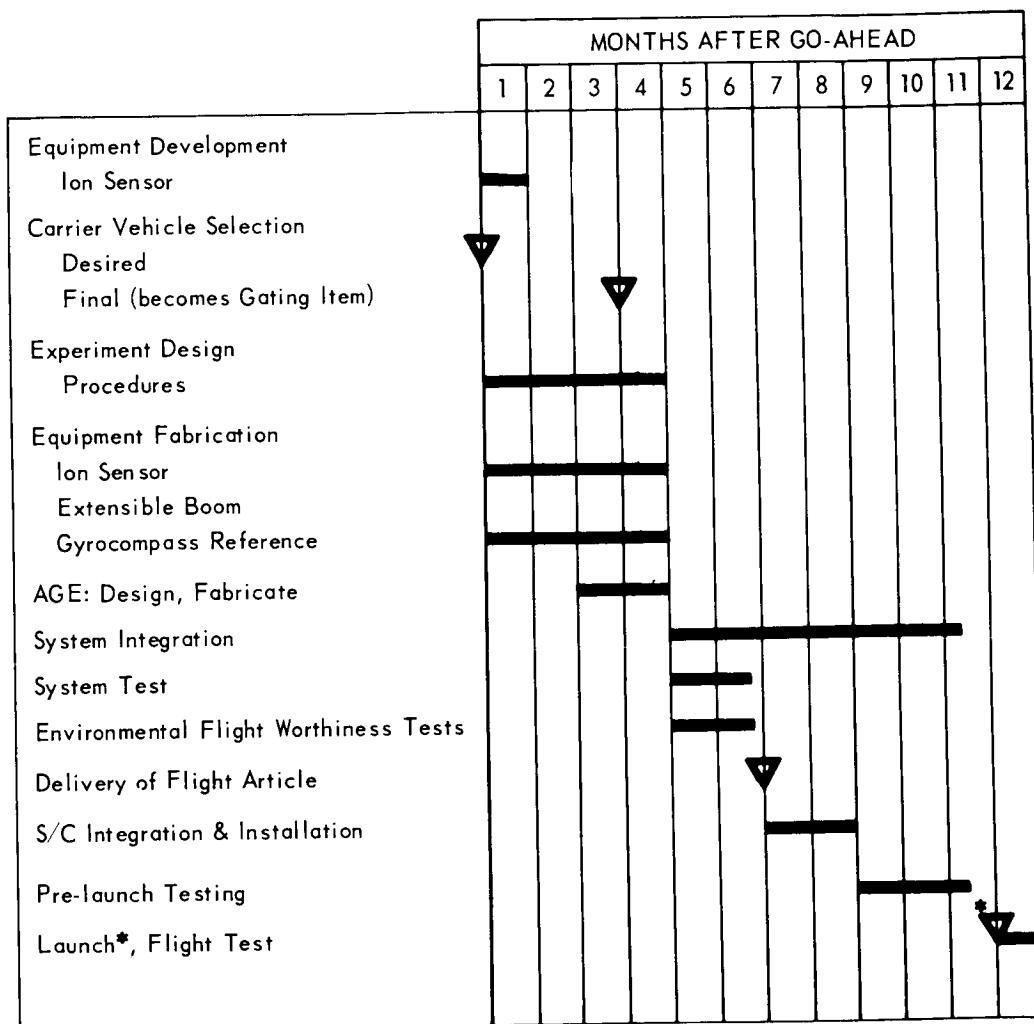 MONTHS AFTER GO-AHEAD
1 2 3 4 5 6 7 8 9 10 11 12
Equipment Development
Ion Sensor
Carrier Vehicle Selection
Desired
Final (becomes Gating Item)
Experiment Design
Procedures
Equipment Fabrication
Ion Sensor
Extensible Boom
Gyrocompass Reference
AGE: Design, Fabricate
System Integration
System Test
Environmental Flight Worthiness Tests
Delivery of Flight Article
S/C Integration & Installation
Pre-launch Testing
*
Launch*, Flight Test